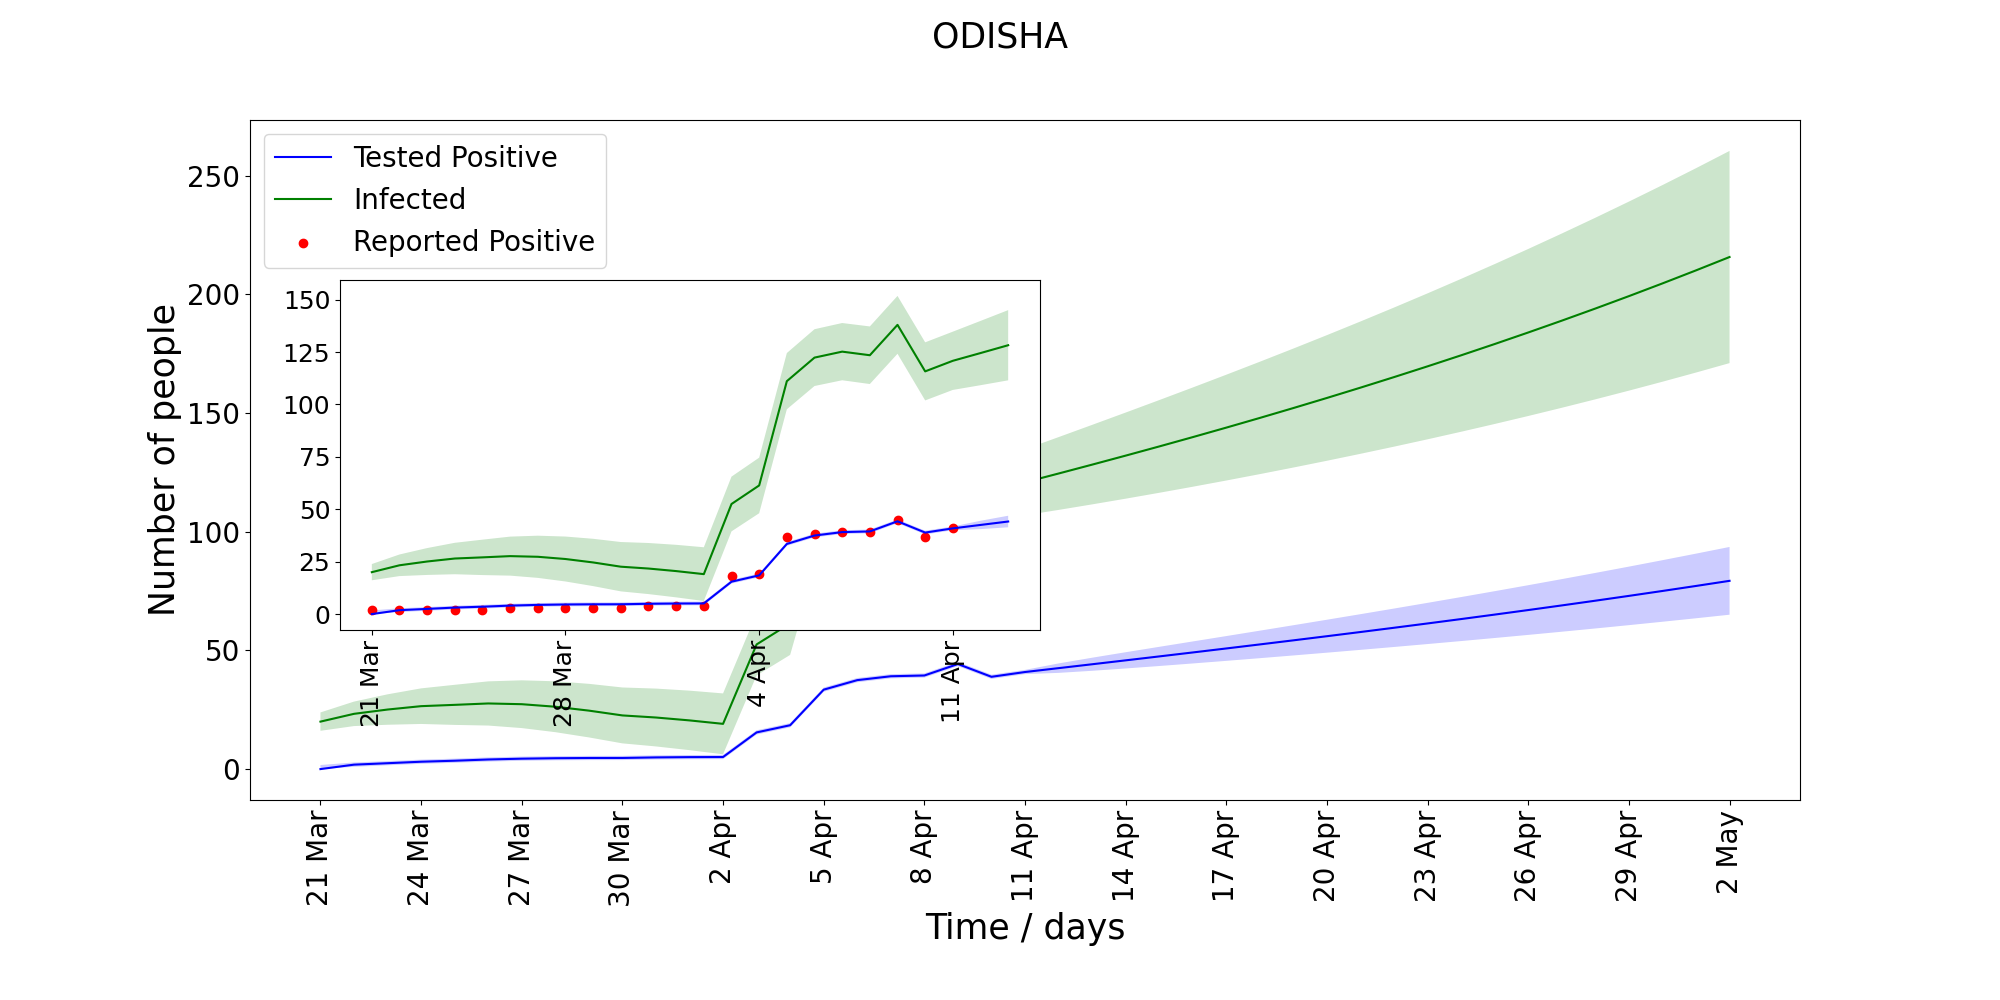 ODISHA
Tested Positive
Infected
Reported Positive
Number of people
250
200
150
100
50
0
150
125
100
75
50
25
0
21 Mar
28 Mar
4 Apr
11 Apr
21 Mar
24 Mar
27 Mar
30 Mar
2 Apr
5 Apr
8 Apr
11 Apr
14 Apr
17 Apr
20 Apr
23 Apr
26 Apr
29 Apr
2 May
Time / days